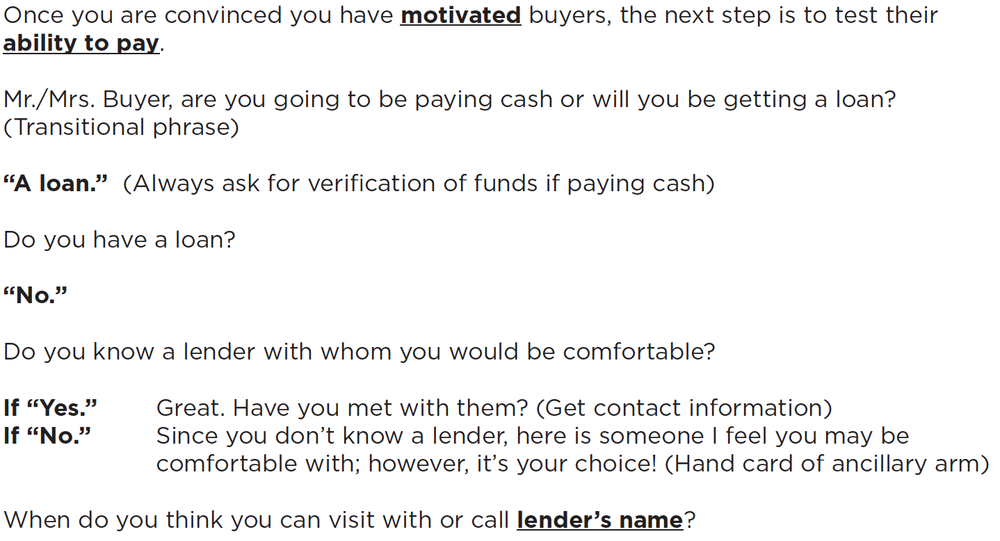 Once you are convinced you have motivated buyers, the next step is to test their
ability to pay.
Mr./Mrs. Buyer, are you going to be paying cash or will you be getting a loan?
(Transitional phrase)
“A loan.” (Always ask for verification of funds if paying cash)
Do you have a loan?
“No.”
Do you know a lender with whom you would be comfortable?
If “Yes.” Great. Have you met with them? (Get contact information)
If “No.” Since you don’t know a lender, here is someone I feel you may be
comfortable with; however, it’s your choice! (Hand card of ancillary arm)
When do you think you can visit with or call lender’s name?